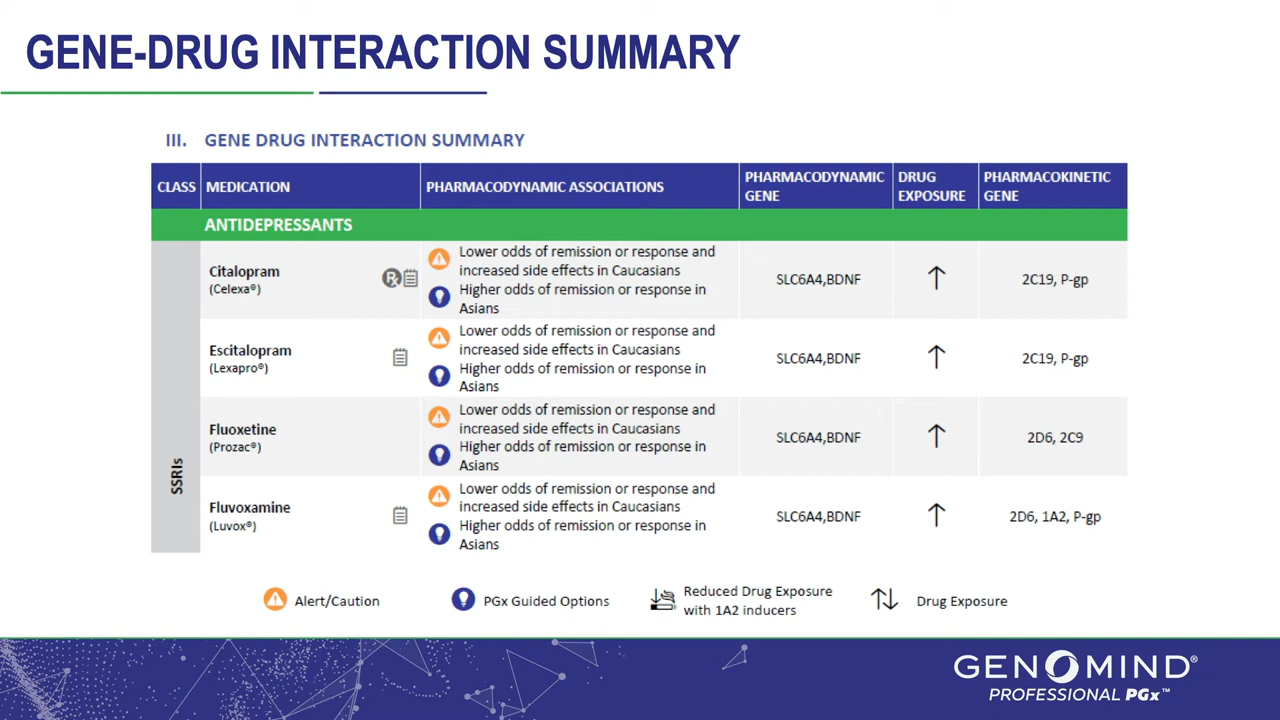 GENE-DRUG INTERACTION SUMMARY
III. GENE DRUG INTERACTION SUMMARY
CLASS MEDICATION PHARMACODYNAMIC ASSOCIATIONS PHARMACODYNAMIC GENE DRUG EXPOSURE PHARMACOKINETIC GENE
ANTIDEPRESSANTS
SSRIs
Citalopram
(Celexa®)
Rx
Lower odds of remission or response and
increased side effects in Caucasians
Higher odds of remission or response in
Asians
SLC6A4,BDNF
↑
2C19, P-gp
Escitalopram
(Lexapro®)
Lower odds of remission or response and
increased side effects in Caucasians
Higher odds of remission or response in
Asians
SLC6A4,BDNF
↑
2C19, P-gp
Fluoxetine
(Prozac®)
Lower odds of remission or response and
increased side effects in Caucasians
Higher odds of remission or response in
Asians
SLC6A4,BDNF
↑
2D6, 2C9
Fluvoxamine
(Luvox®)
Lower odds of remission or response and
increased side effects in Caucasians
Higher odds of remission or response in
Asians
SLC6A4,BDNF
↑
2D6, 1A2, P-gp
Alert/Caution
PGx Guided Options
Reduced Drug Exposure
with 1A2 inducers
↑↓ Drug Exposure
GENOMIND®
PROFESSIONAL PGx™